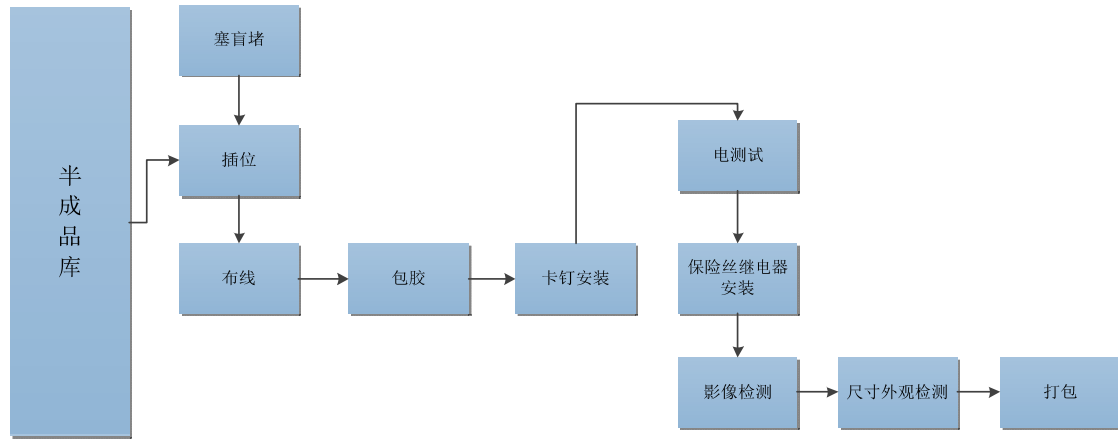 半
成
品
库
塞盲堵
插位
布线
包胶
卡钉安装
电测试
保险丝继电器
安装
影像检测
尺寸外观检测
打包